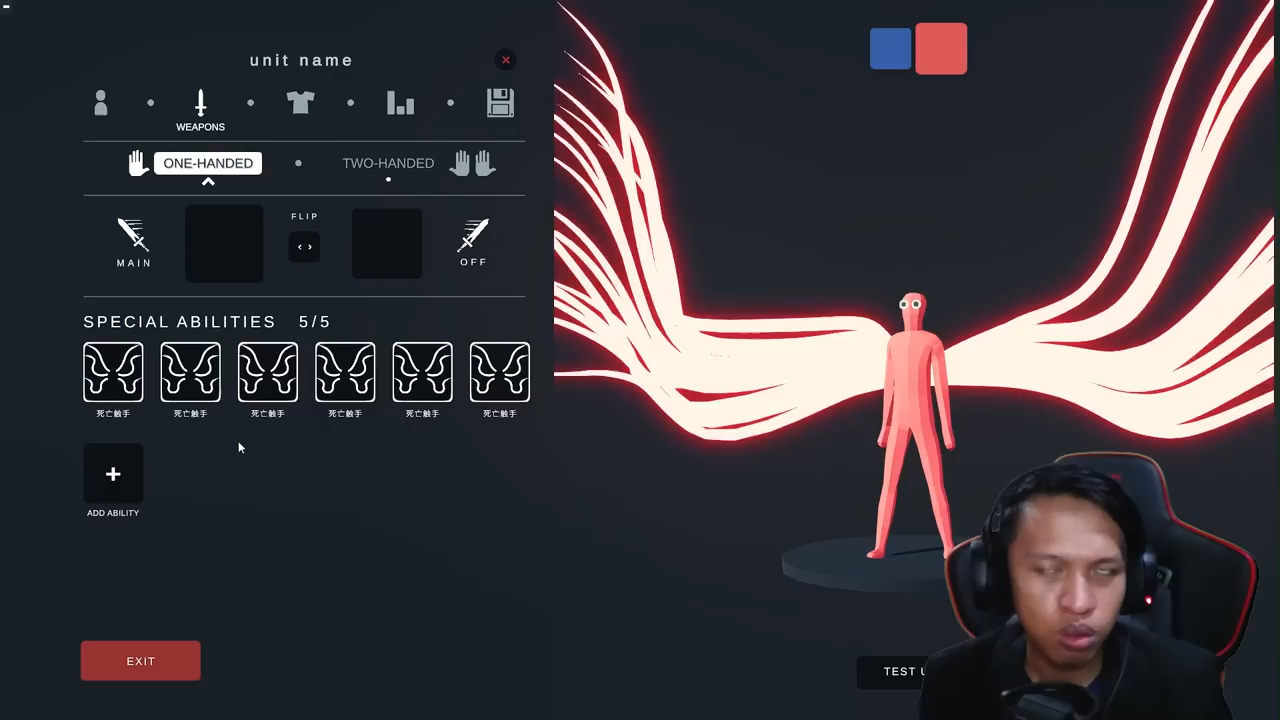 unit name
WEAPONS
ONE-HANDED
TWO-HANDED
FLIP
MAIN
OFF
SPECIAL ABILITIES 5/5
死亡触手 死亡触手 死亡触手 死亡触手 死亡触手 死亡触手
ADD ABILITY
EXIT
TEST U